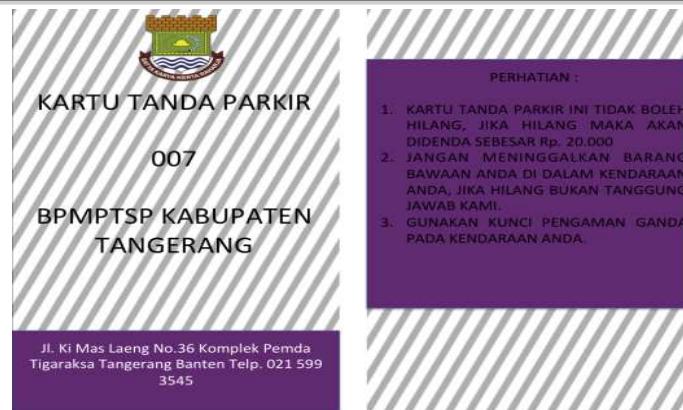 KARTU TANDA PARKIR
007
BPMPTSP KABUPATEN
TANGERANG
Jl. Ki Mas Laeng No.36 Komplek Pemda
Tigaraksa Tangerang Banten Telp. 021 599
3545
PERHATIAN :
1. KARTU TANDA PARKIR INI TIDAK BOLEH
HILANG, JIKA HILANG MAKA AKAN
DIDENDA SEBESAR Rp. 20.000
2. JANGAN MENINGGALKAN BARANG
BAWAAN ANDA DI DALAM KENDARAAN
ANDA, JIKA HILANG BUKAN TANGGUNG
JAWAB KAMI.
3. GUNAKAN KUNCI PENGAMAN GANDA
PADA KENDARAAN ANDA.